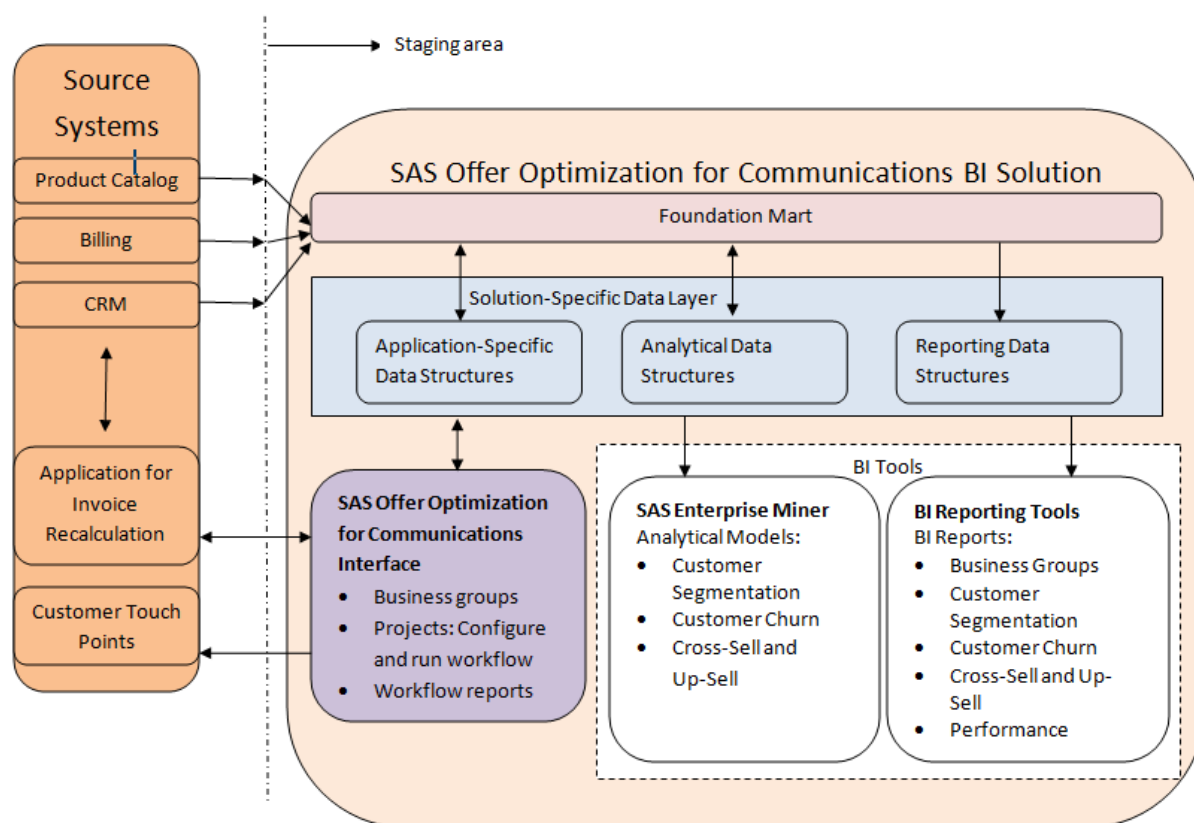 Staging area
Source
Systems
Product Catalog
Billing
CRM
Application for
Invoice
Recalculation
Customer Touch
Points
SAS Offer Optimization for Communications BI Solution
Foundation Mart
Solution-Specific Data Layer
Application-Specific
Data Structures
Analytical Data
Structures
Reporting Data
Structures
SAS Offer Optimization
for Communications
Interface
• Business groups
• Projects: Configure
and run workflow
• Workflow reports
BI Tools
SAS Enterprise Miner
Analytical Models:
• Customer
Segmentation
• Customer Churn
• Cross-Sell and
Up-Sell
BI Reporting Tools
BI Reports:
• Business Groups
• Customer
Segmentation
• Customer Churn
• Cross-Sell and Up-
Sell
• Performance